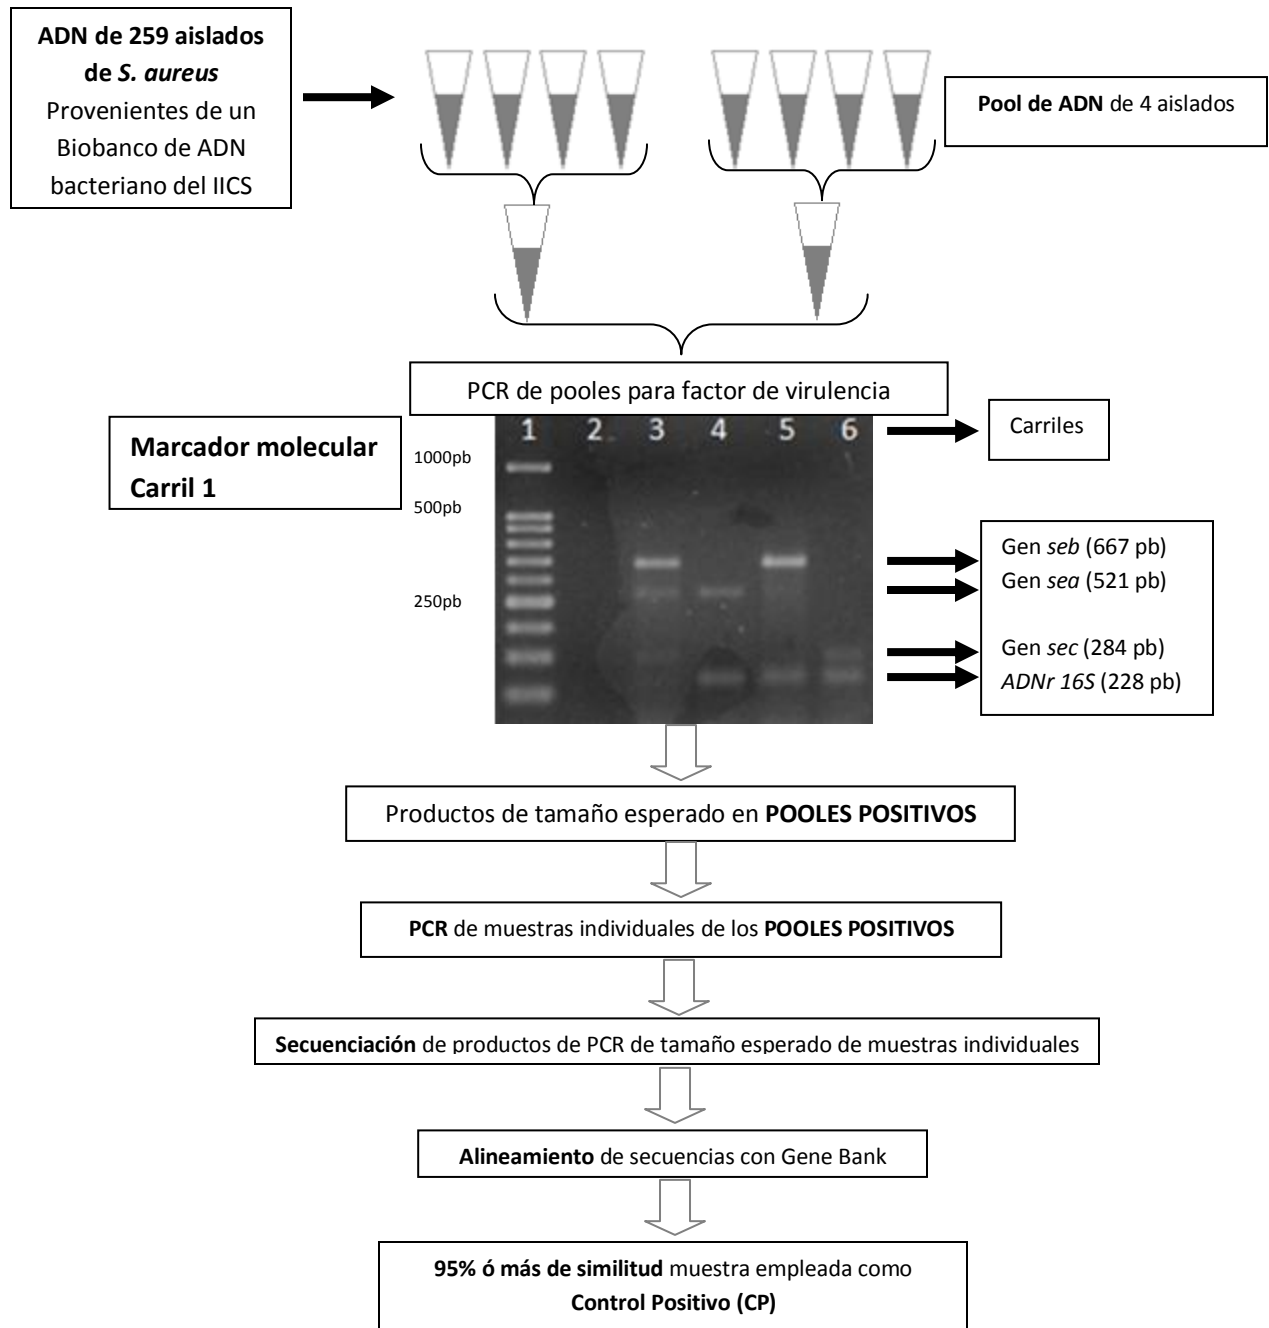 ADN de 259 aislados
de S. aureus
Provenientes de un
Biobanco de ADN
bacteriano del IICS
Pool de ADN de 4 aislados
PCR de pooles para factor de virulencia
Marcador molecular
Carril 1
1000pb
500pb
250pb
1 2 3 4 5 6
Carriles
Gen seb (667 pb)
Gen sea (521 pb)
Gen sec (284 pb)
ADNr 16S (228 pb)
Productos de tamaño esperado en POOLES POSITIVOS
PCR de muestras individuales de los POOLES POSITIVOS
Secuenciación de productos de PCR de tamaño esperado de muestras individuales
Alineamiento de secuencias con Gene Bank
95% ó más de similitud muestra empleada como
Control Positivo (CP)